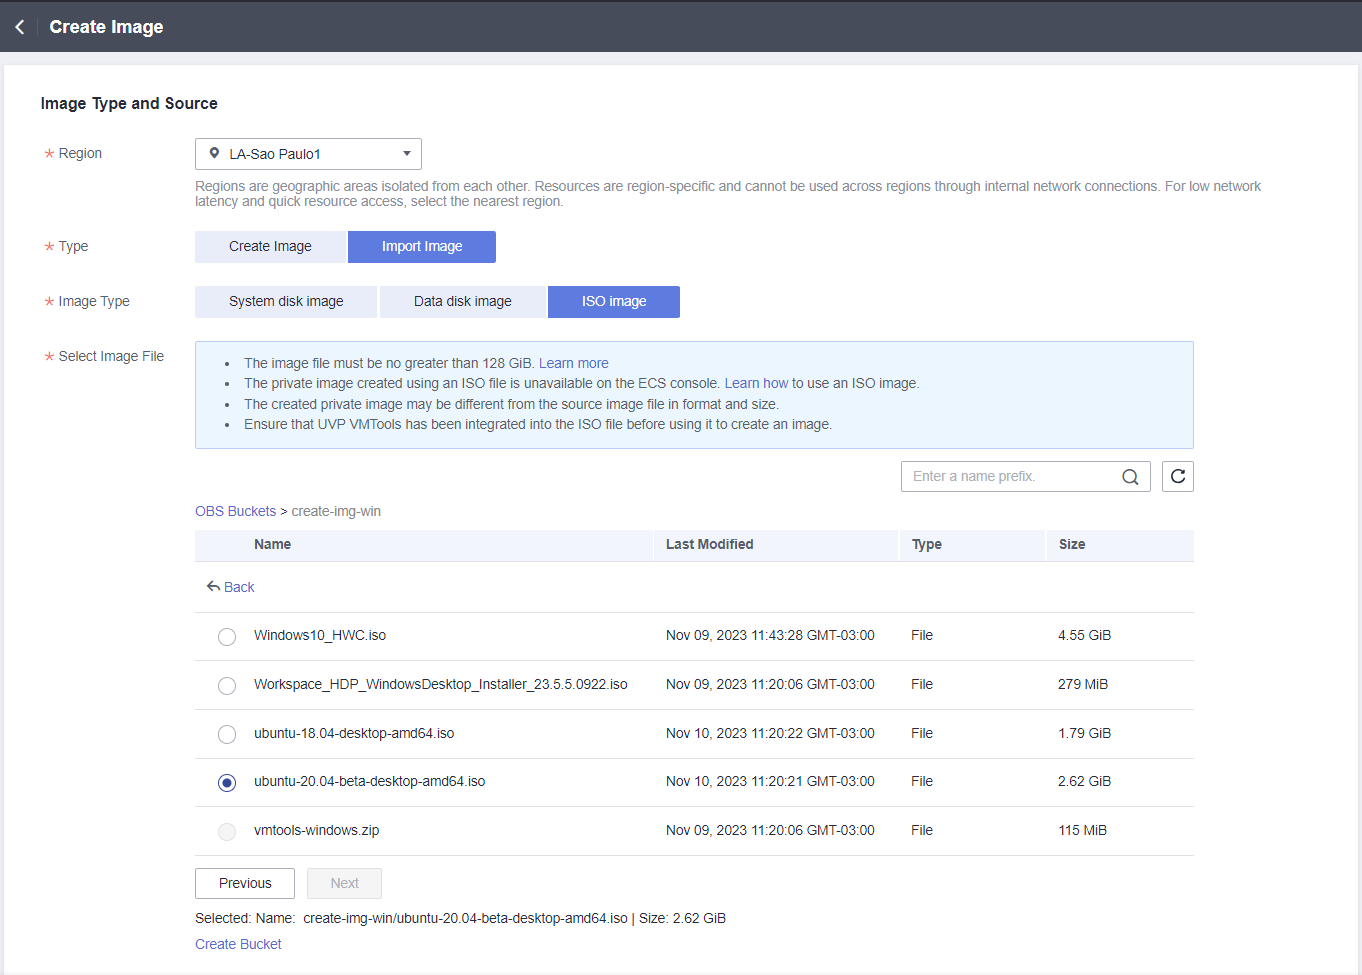 Create Image
Image Type and Source
* Region
LA-Sao Paulo1
Regions are geographic areas isolated from each other. Resources are region-specific and cannot be used across regions through internal network connections. For low network
latency and quick resource access, select the nearest region.
* Type
Create Image
Import Image
* Image Type
System disk image
Data disk image
ISO image
* Select Image File
• The image file must be no greater than 128 GiB. Learn more
• The private image created using an ISO file is unavailable on the ECS console. Learn how to use an ISO image.
• The created private image may be different from the source image file in format and size.
• Ensure that UVP VMTools has been integrated into the ISO file before using it to create an image.
Enter a name prefix.
OBS Buckets > create-img-win
Name Last Modified Type Size
Back
Windows10_HWC.iso Nov 09, 2023 11:43:28 GMT-03:00 File 4.55 GiB
Workspace_HDP_WindowsDesktop_Installer_23.5.5.0922.iso Nov 09, 2023 11:20:06 GMT-03:00 File 279 MiB
ubuntu-18.04-desktop-amd64.iso Nov 10, 2023 11:20:22 GMT-03:00 File 1.79 GiB
ubuntu-20.04-beta-desktop-amd64.iso Nov 10, 2023 11:20:21 GMT-03:00 File 2.62 GiB
vmtools-windows.zip Nov 09, 2023 11:20:06 GMT-03:00 File 115 MiB
Previous
Next
Selected: Name: create-img-win/ubuntu-20.04-beta-desktop-amd64.iso | Size: 2.62 GiB
Create Bucket